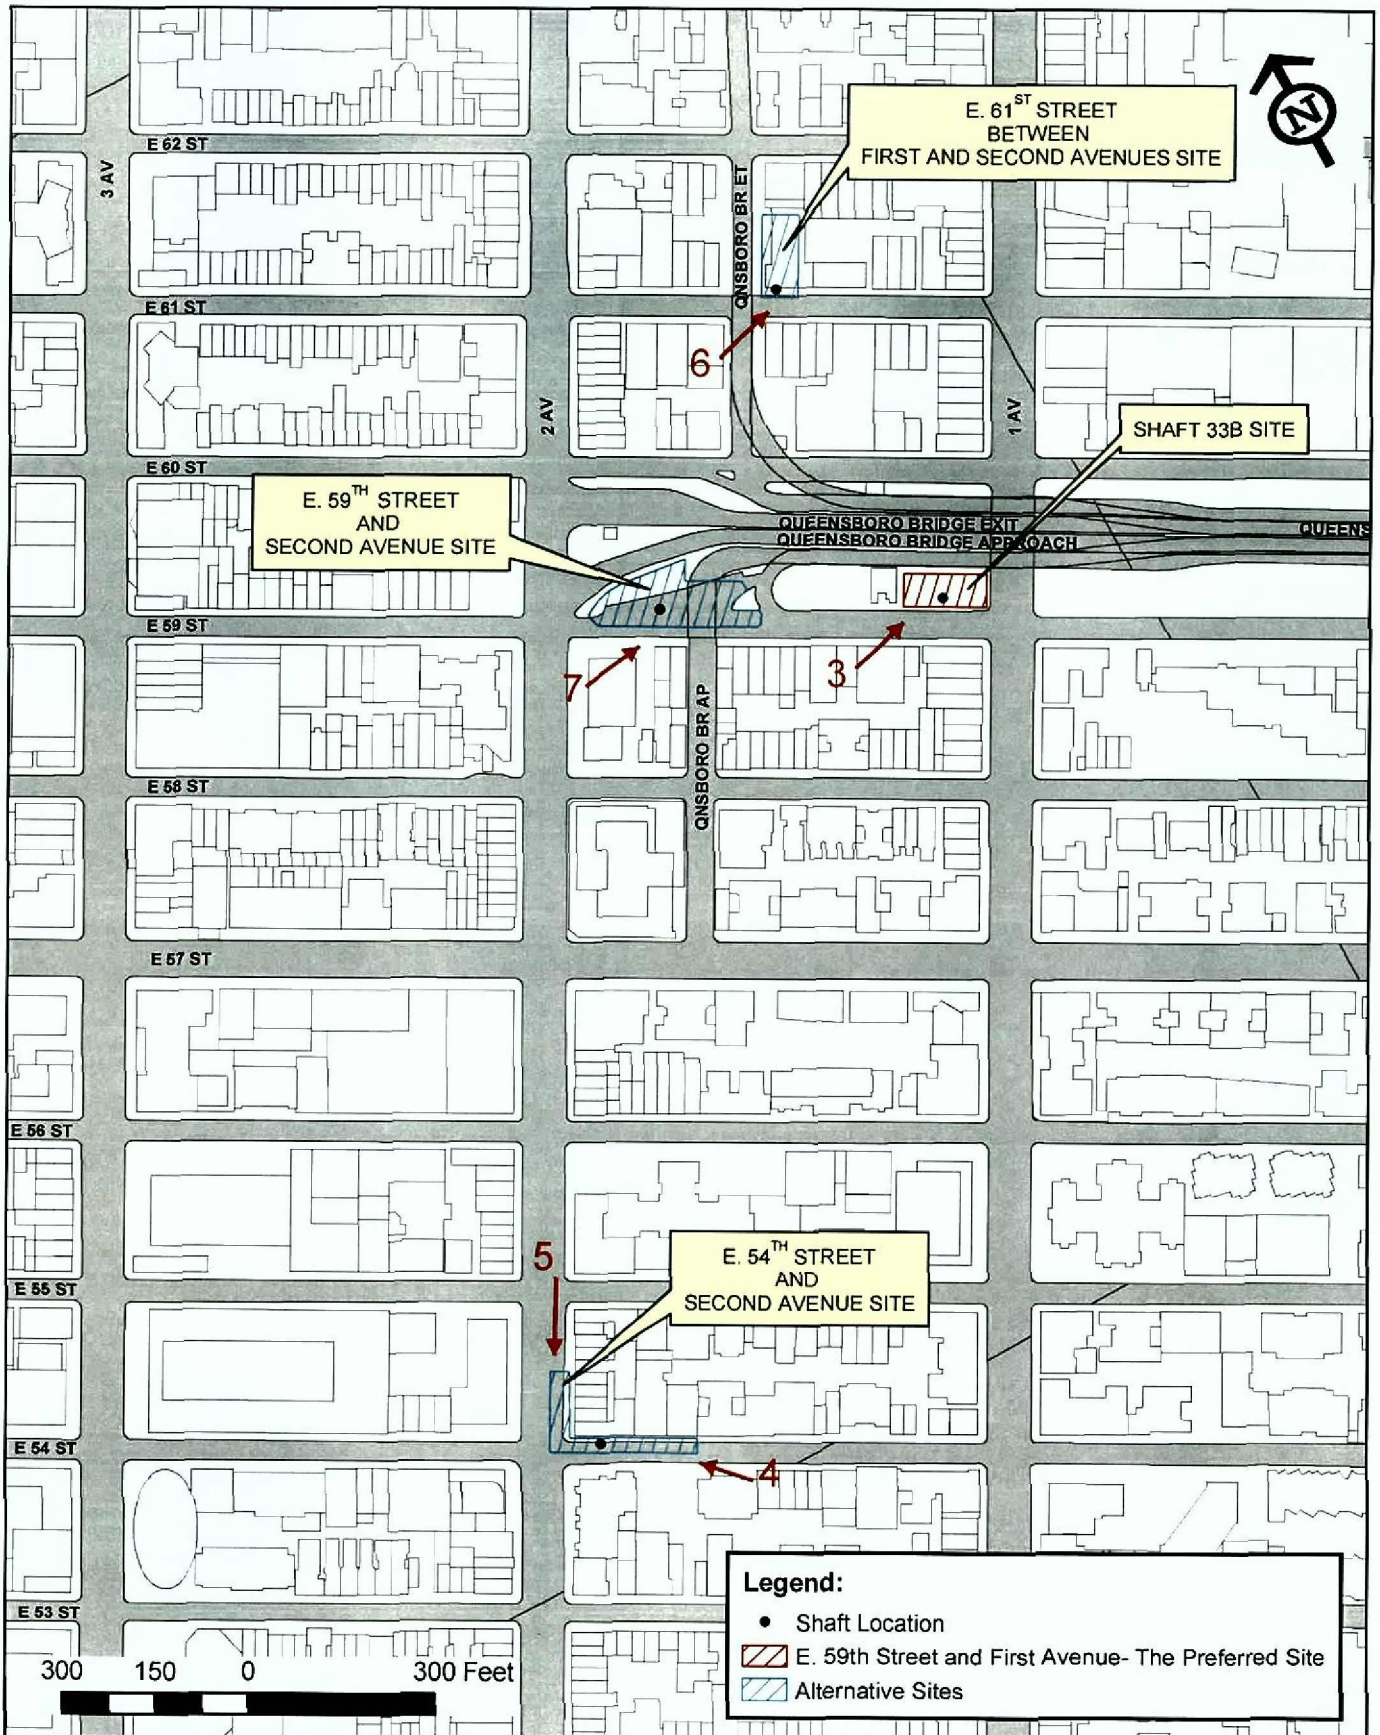 E. 61ST STREET
BETWEEN
FIRST AND SECOND AVENUES SITE
N
E 62 ST
3 AV
QNSBORO BR ET
E 61 ST
6
2 AV
1 AV
SHAFT 33B SITE
E 60 ST
E. 59TH STREET
AND
SECOND AVENUE SITE
QUEENSBORO BRIDGE EXIT
QUEENS
QUEENSBORO BRIDGE APPROACH
E 59 ST
7
3
QNSBORO BR AP
E 58 ST
E 57 ST
E 56 ST
5
E. 54TH STREET
AND
SECOND AVENUE SITE
E 55 ST
E 54 ST
4
E 53 ST
Legend:
Shaft Location
E. 59th Street and First Avenue- The Preferred Site
Alternative Sites
300 150 0 300 Feet